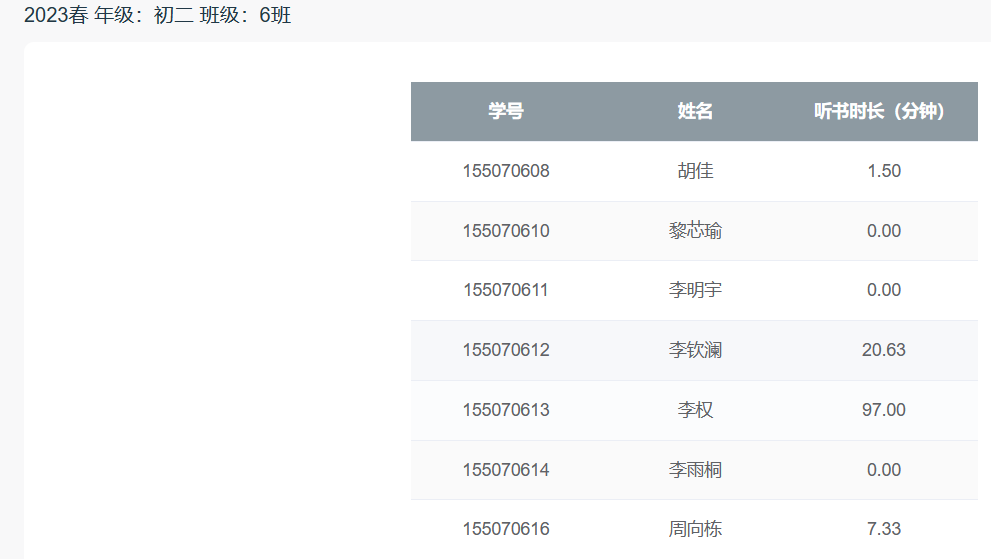 2023春 年级：初二 班级：6班
学号 姓名 听书时长（分钟）
155070608 胡佳 1.50
155070610 黎芯瑜 0.00
155070611 李明宇 0.00
155070612 李钦澜 20.63
155070613 李权 97.00
155070614 李雨桐 0.00
155070616 周向栋 7.33